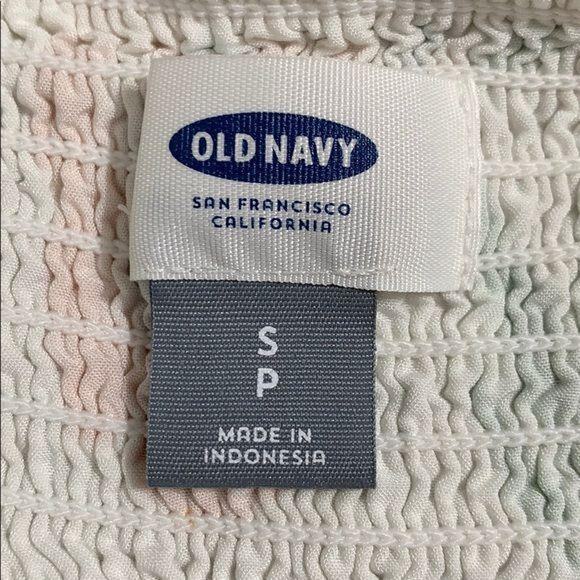 OLD NAVY
SAN FRANCISCO
CALIFORNIA
S
P
MADE IN
INDONESIA